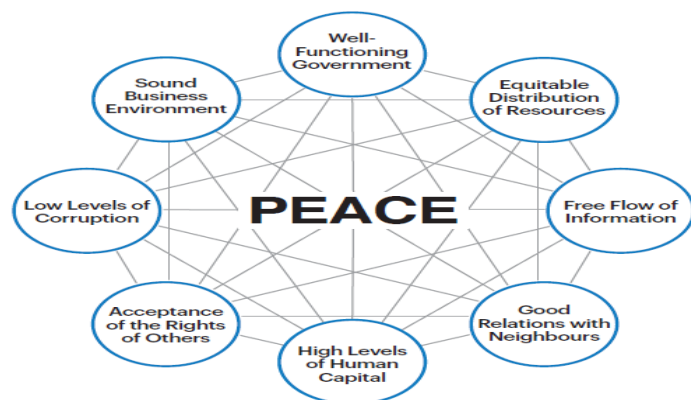 Well-
Functioning
Government
Sound
Business
Environment
Equitable
Distribution
of Resources
Low Levels of
Corruption
PEACE
Free Flow of
Information
Acceptance
of the Rights
of Others
Good
Relations with
Neighbours
High Levels
of Human
Capital